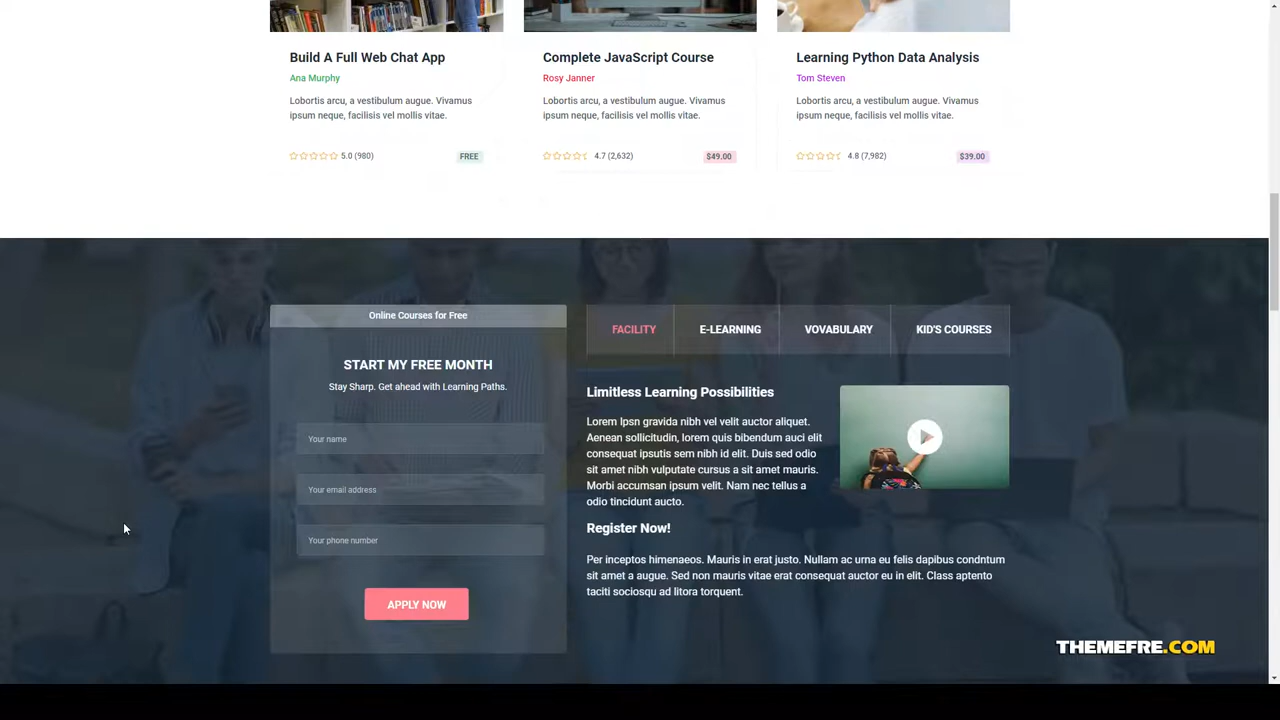 Build A Full Web Chat App
Ana Murphy
Lobortis arcu, a vestibulum augue. Vivamus
ipsum neque, facilisis vel mollis vitae.
5.0 (980)
FREE
Complete JavaScript Course
Rosy Janner
Lobortis arcu, a vestibulum augue. Vivamus
ipsum neque, facilisis vel mollis vitae.
4.7 (2,632)
$49.00
Learning Python Data Analysis
Tom Steven
Lobortis arcu, a vestibulum augue. Vivamus
ipsum neque, facilisis vel mollis vitae.
4.8 (7,982)
$39.00
Online Courses for Free
START MY FREE MONTH
Stay Sharp. Get ahead with Learning Paths.
Your name
Your email address
Your phone number
APPLY NOW
FACILITY
E-LEARNING
VOVABULARY
KID'S COURSES
Limitless Learning Possibilities
Lorem Ipsn gravida nibh vel velit auctor aliquet.
Aenean sollicitudin, lorem quis bibendum auci elit
consequat ipsutis sem nibh id elit. Duis sed odio
sit amet nibh vulputate cursus a sit amet mauris.
Morbi accumsan ipsum velit. Nam nec tellus a
odio tincidunt aucto.
Register Now!
Per inceptos himenaeos. Mauris in erat justo. Nullam ac urna eu felis dapibus condntum
sit amet a augue. Sed non mauris vitae erat consequat auctor eu in elit. Class aptento
taciti sociosqu ad litora torquent.
THEMEFRE.COM